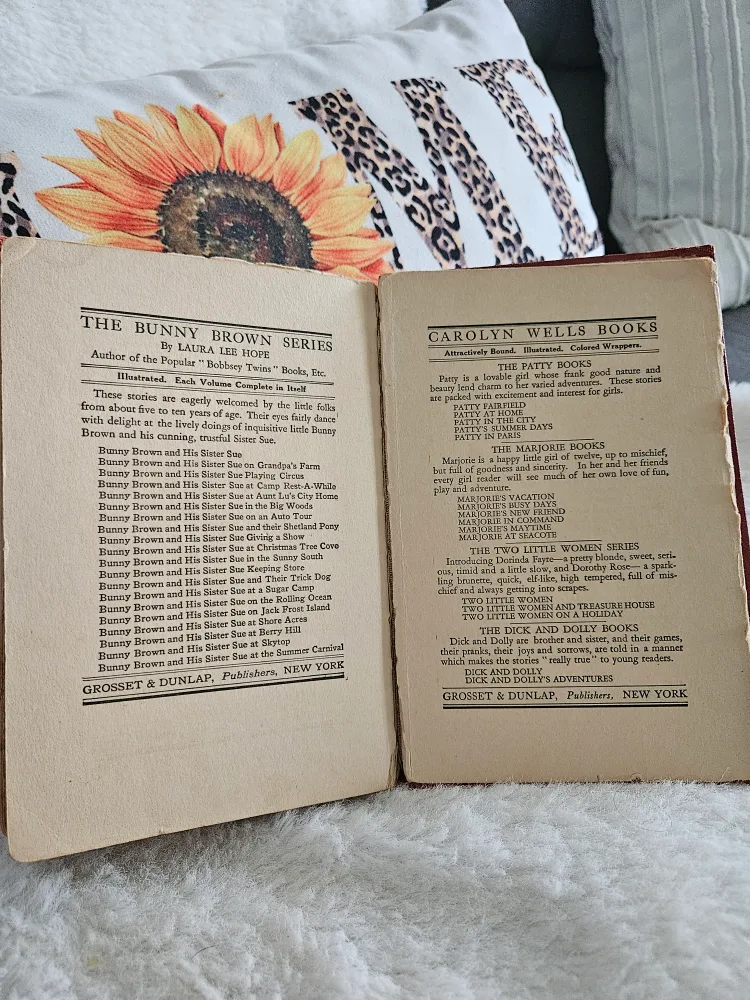 ME
THE BUNNY BROWN SERIES
By LAURA LEE HOPE
Author of the Popular "Bobbsey Twins" Books, Etc.
Illustrated. Each Volume Complete in Itself
These stories are eagerly welcomed by the little folks
from about five to ten years of age. Their eyes fairly dance
with delight at the lively doings of inquisitive little Bunny
Brown and his cunning, trustful Sister Sue.
Bunny Brown and His Sister Sue
Bunny Brown and His Sister Sue on Grandpa's Farm
Bunny Brown and His Sister Sue Playing Circus
Bunny Brown and His Sister Sue at Camp Rest-A-While
Bunny Brown and His Sister Sue at Aunt Lu's City Home
Bunny Brown and His Sister Sue in the Big Woods
Bunny Brown and His Sister Sue on an Auto Tour
Bunny Brown and His Sister Sue and their Shetland Pony
Bunny Brown and His Sister Sue Giving a Show
Bunny Brown and His Sister Sue at Christmas Tree Cove
Bunny Brown and His Sister Sue in the Sunny South
Bunny Brown and His Sister Sue Keeping Store
Bunny Brown and His Sister Sue and Their Trick Dog
Bunny Brown and His Sister Sue at a Sugar Camp
Bunny Brown and His Sister Sue on the Rolling Ocean
Bunny Brown and His Sister Sue on Jack Frost Island
Bunny Brown and His Sister Sue at Shore Acres
Bunny Brown and His Sister Sue at Berry Hill
Bunny Brown and His Sister Sue at Skytop
Bunny Brown and His Sister Sue at the Summer Carnival
GROSSET & DUNLAP, Publishers, NEW YORK
CAROLYN WELLS BOOKS
Attractively Bound. Illustrated. Colored Wrappers.
THE PATTY BOOKS
Patty is a lovable girl whose frank good nature and
beauty lend charm to her varied adventures. These stories
are packed with excitement and interest for girls.
PATTY FAIRFIELD
PATTY AT HOME
PATTY IN THE CITY
PATTY'S SUMMER DAYS
PATTY IN PARIS
THE MARJORIE BOOKS
Marjorie is a happy little girl of twelve, up to mischief,
but full of goodness and sincerity. In her and her friends
every girl reader will see much of her own love of fun,
play and adventure.
MARJORIE'S VACATION
MARJORIE'S BUSY DAYS
MARJORIE'S NEW FRIEND
MARJORIE IN COMMAND
MARJORIE'S MAYTIME
MARJORIE AT SEACOTE
THE TWO LITTLE WOMEN SERIES
Introducing Dorinda Fayre—a pretty blonde, sweet, seri-
ous, timid and a little slow, and Dorothy Rose—a spark-
ling brunette, quick, elf-like, high tempered, full of mis-
chief and always getting into scrapes.
TWO LITTLE WOMEN
TWO LITTLE WOMEN AND TREASURE HOUSE
TWO LITTLE WOMEN ON A HOLIDAY
THE DICK AND DOLLY BOOKS
Dick and Dolly are brother and sister, and their games,
their pranks, their joys and sorrows, are told in a manner
which makes the stories "really true" to young readers.
DICK AND DOLLY
DICK AND DOLLY'S ADVENTURES
GROSSET & DUNLAP, Publishers, NEW YORK